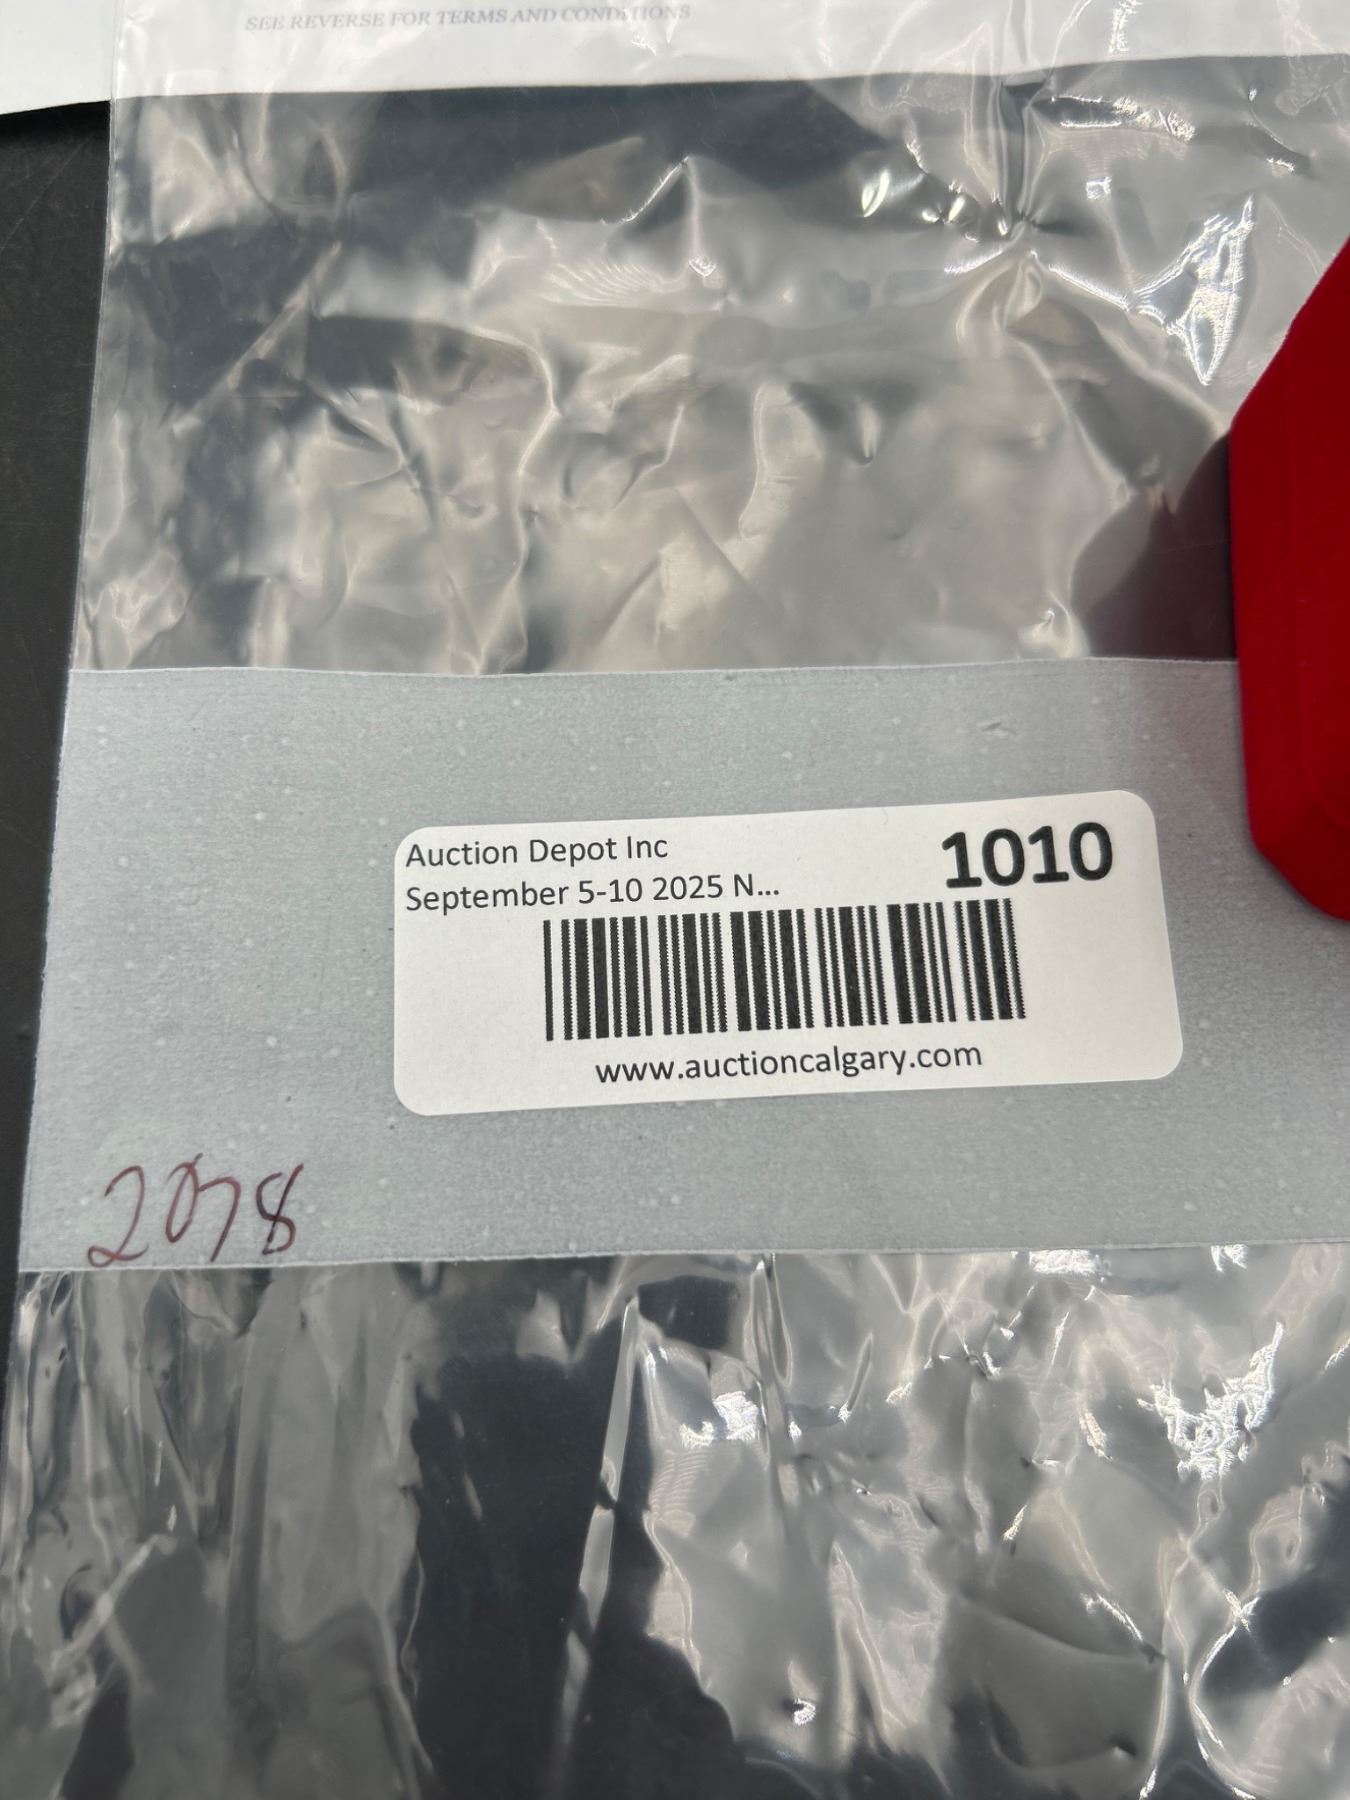 SEE REVERSE FOR TERMS AND CONDITIONS
Auction Depot Inc
1010
September 5-10 2025 N...
www.auctioncalgary.com
2078